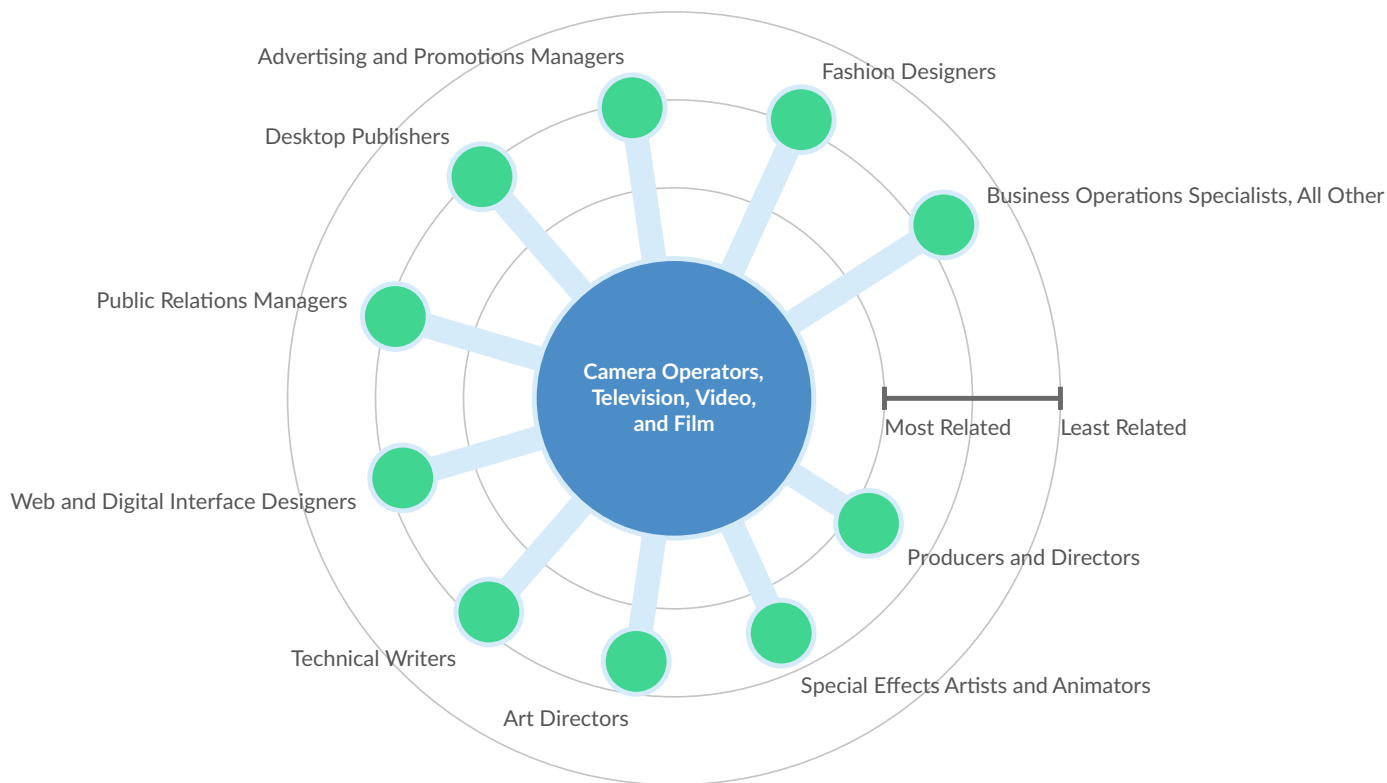 Advertising and Promotions Managers
Fashion Designers
Desktop Publishers
Business Operations Specialists, All Other
Public Relations Managers
Camera Operators,
Television, Video,
and Film
Most Related
Least Related
Web and Digital Interface Designers
Producers and Directors
Technical Writers
Special Effects Artists and Animators
Art Directors